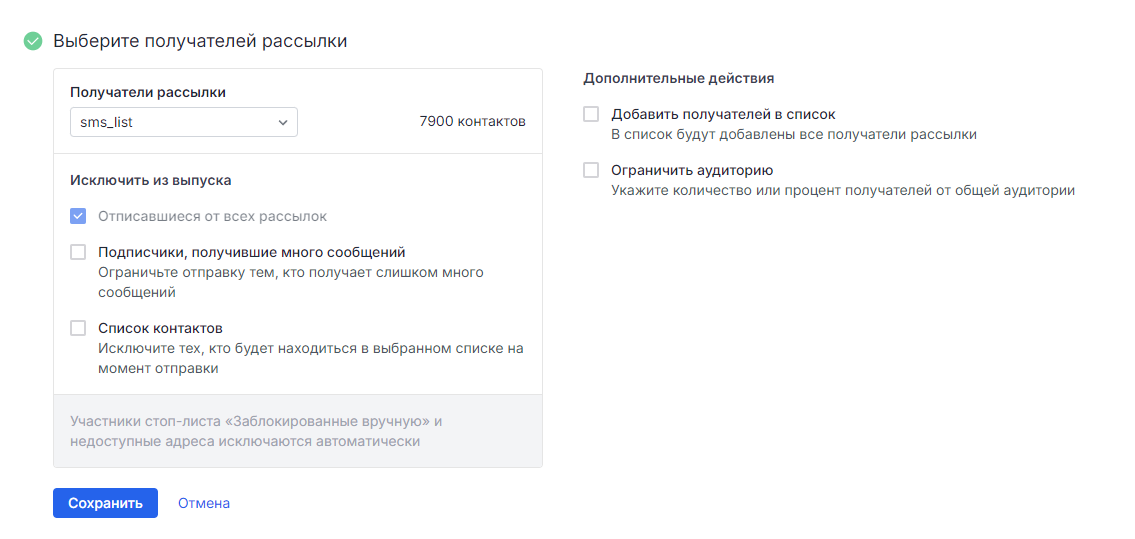 Выберите получателей рассылки
Получатели рассылки
sms_list
7900 контактов
Исключить из выпуска
Отписавшиеся от всех рассылок
Подписчики, получившие много сообщений
Ограничьте отправку тем, кто получает слишком много
сообщений
Список контактов
Исключите тех, кто будет находиться в выбранном списке на
момент отправки
Участники стоп-листа «Заблокированные вручную» и
недоступные адреса исключаются автоматически
Сохранить
Отмена
Дополнительные действия
Добавить получателей в список
В список будут добавлены все получатели рассылки
Ограничить аудиторию
Укажите количество или процент получателей от общей аудитории